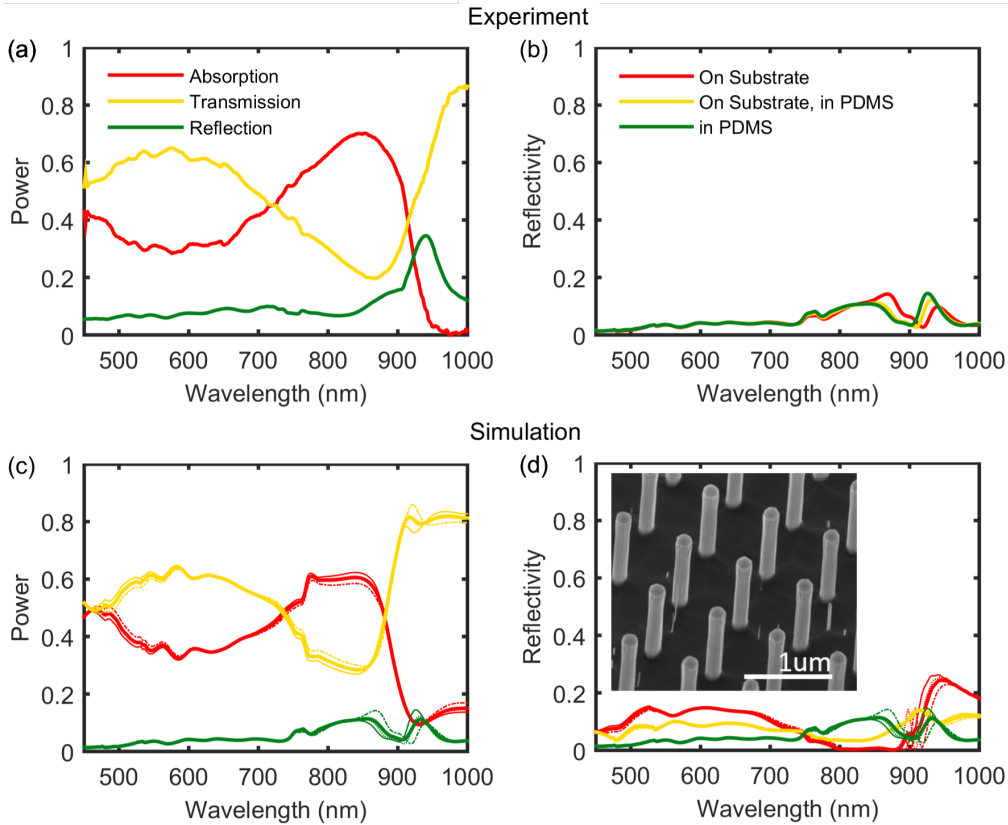 Experiment
(a)
1
0.8
0.6
0.4
0.2
0
Power
Absorption
Transmission
Reflection
500 600 700 800 900 1000
Wavelength (nm)
(b)
1
0.8
0.6
0.4
0.2
0
Reflectivity
On Substrate
On Substrate, in PDMS
in PDMS
500 600 700 800 900 1000
Wavelength (nm)
Simulation
(c)
1
0.8
0.6
0.4
0.2
0
Power
500 600 700 800 900 1000
Wavelength (nm)
(d)
1
0.8
0.6
0.4
0.2
0
Reflectivity
1um
500 600 700 800 900 1000
Wavelength (nm)